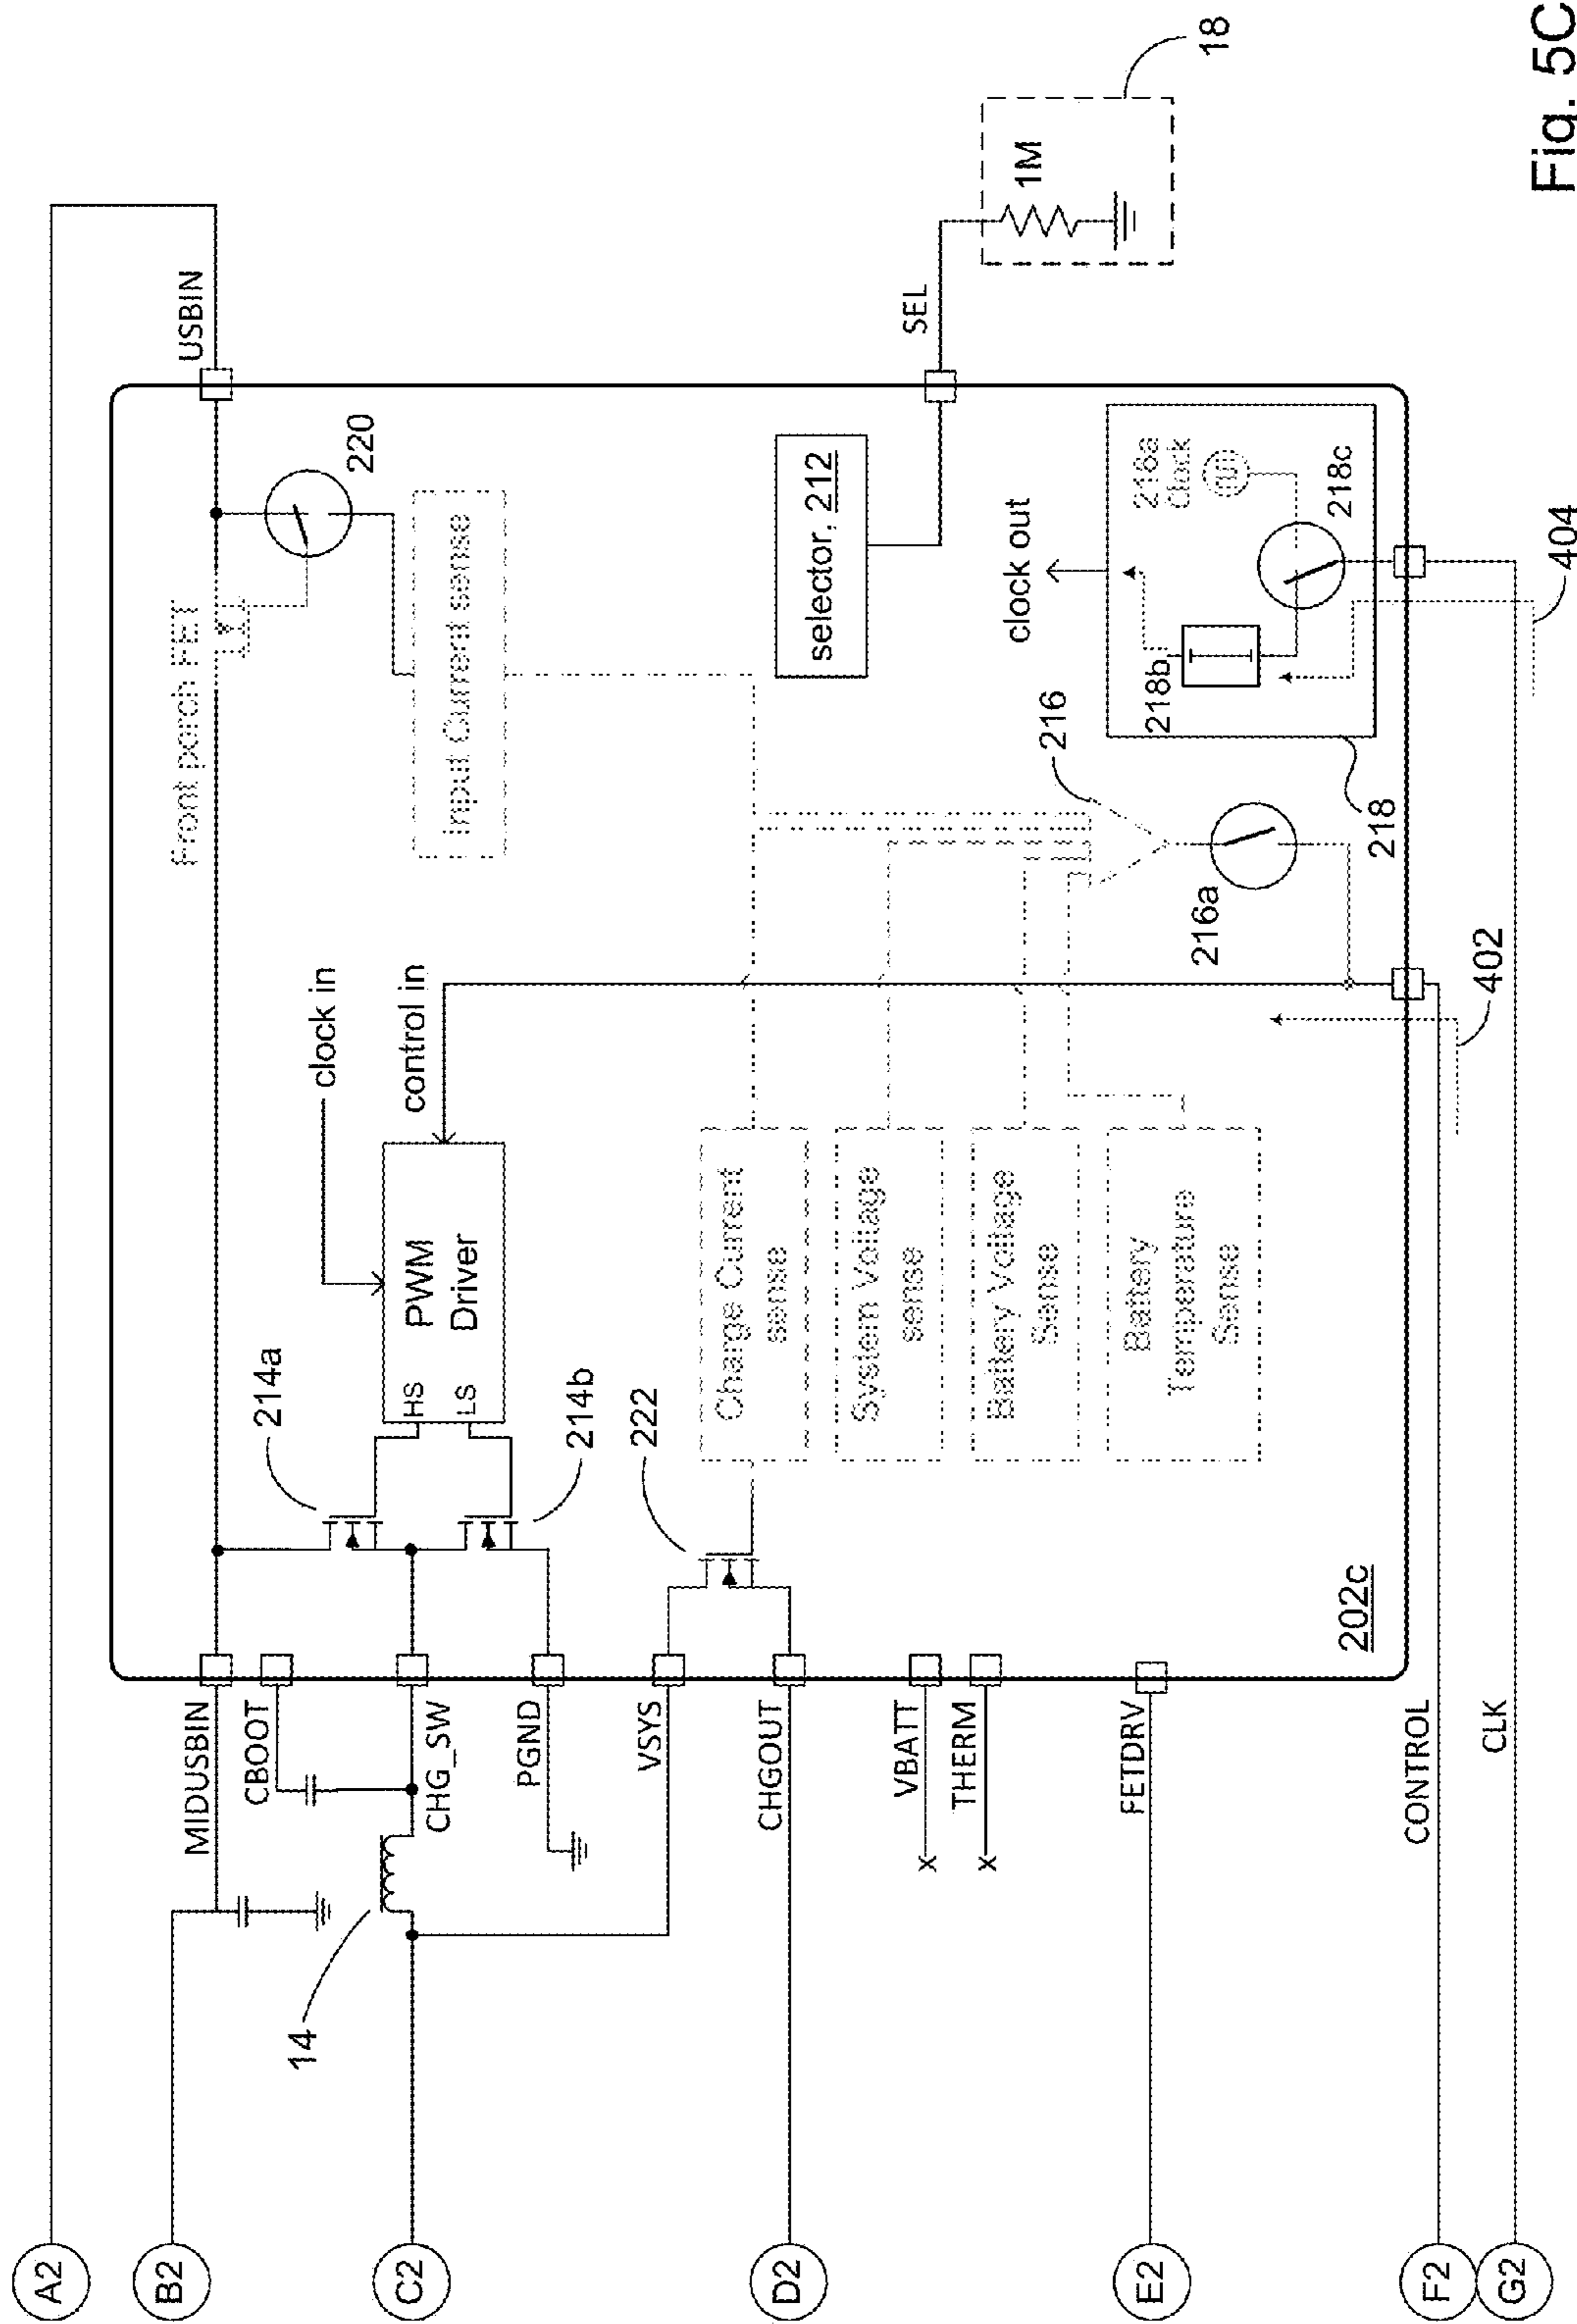 A2
B2
C2
D2
E2
F2
G2
14
MIDUSBIN
CBOOT
CHG_SW
PGND
VSYS
CHGOUT
VBATT
x
THERM
x
FETDRV
CONTROL
CLK
202c
214a
214b
222
HS
LS
PWM
Driver
clock in
control in
Charge Current
sense
System Voltage
sense
Battery Voltage
Sense
Battery
Temperature
Sense
402
Front porch FET
Input Current sense
220
216
216a
selector, 212
clock out
218a
Clock
218b
218c
218
404
USBIN
SEL
1M
18
Fig. 5C